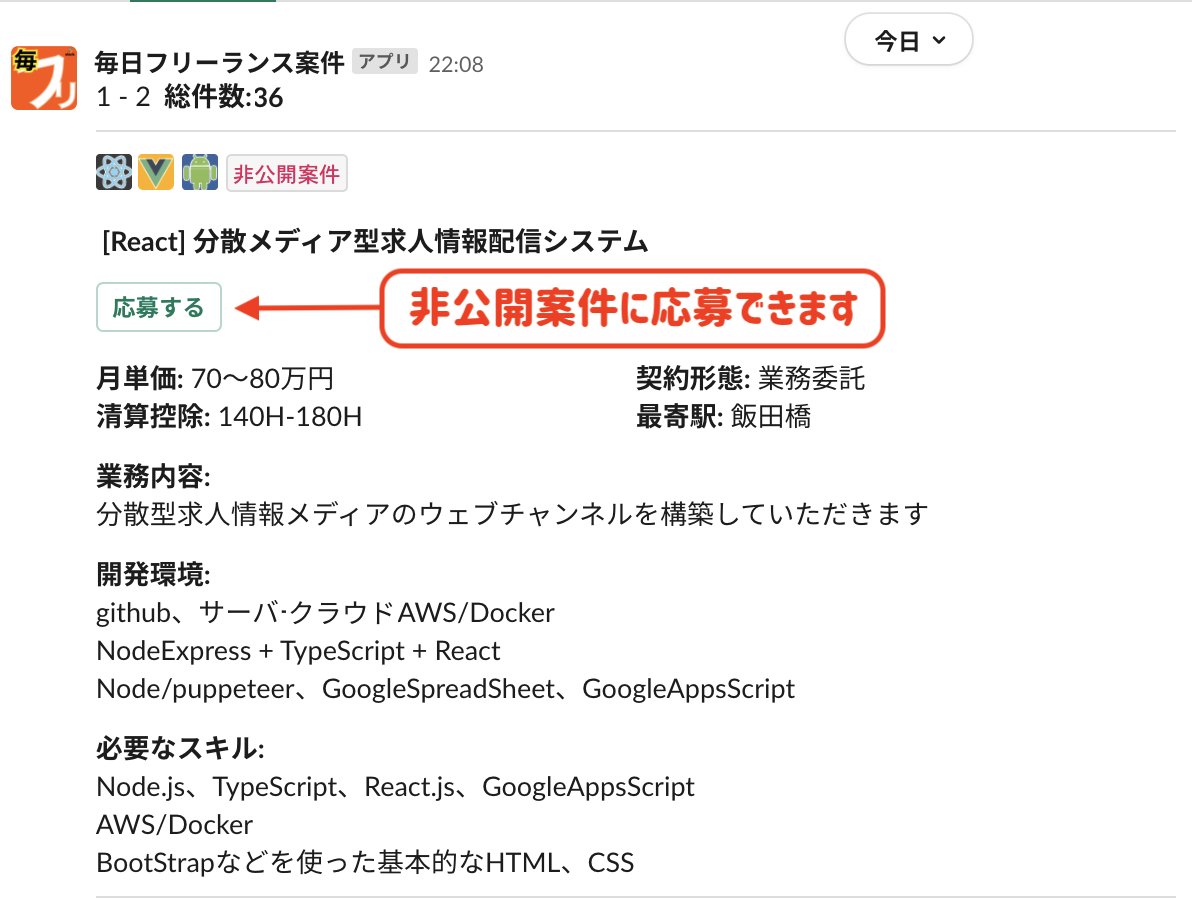 今日
毎
フリ
毎日フリーランス案件 アプリ 22:08
1 - 2 総件数:36
非公開案件
[React] 分散メディア型求人情報配信システム
応募する
非公開案件に応募できます
月単価: 70〜80万円
契約形態: 業務委託
清算控除: 140H-180H
最寄駅: 飯田橋
業務内容:
分散型求人情報メディアのウェブチャンネルを構築していただきます
開発環境:
github、サーバ･クラウドAWS/Docker
NodeExpress + TypeScript + React
Node/puppeteer、GoogleSpreadSheet、GoogleAppsScript
必要なスキル:
Node.js、TypeScript、React.js、GoogleAppsScript
AWS/Docker
BootStrapなどを使った基本的なHTML、CSS